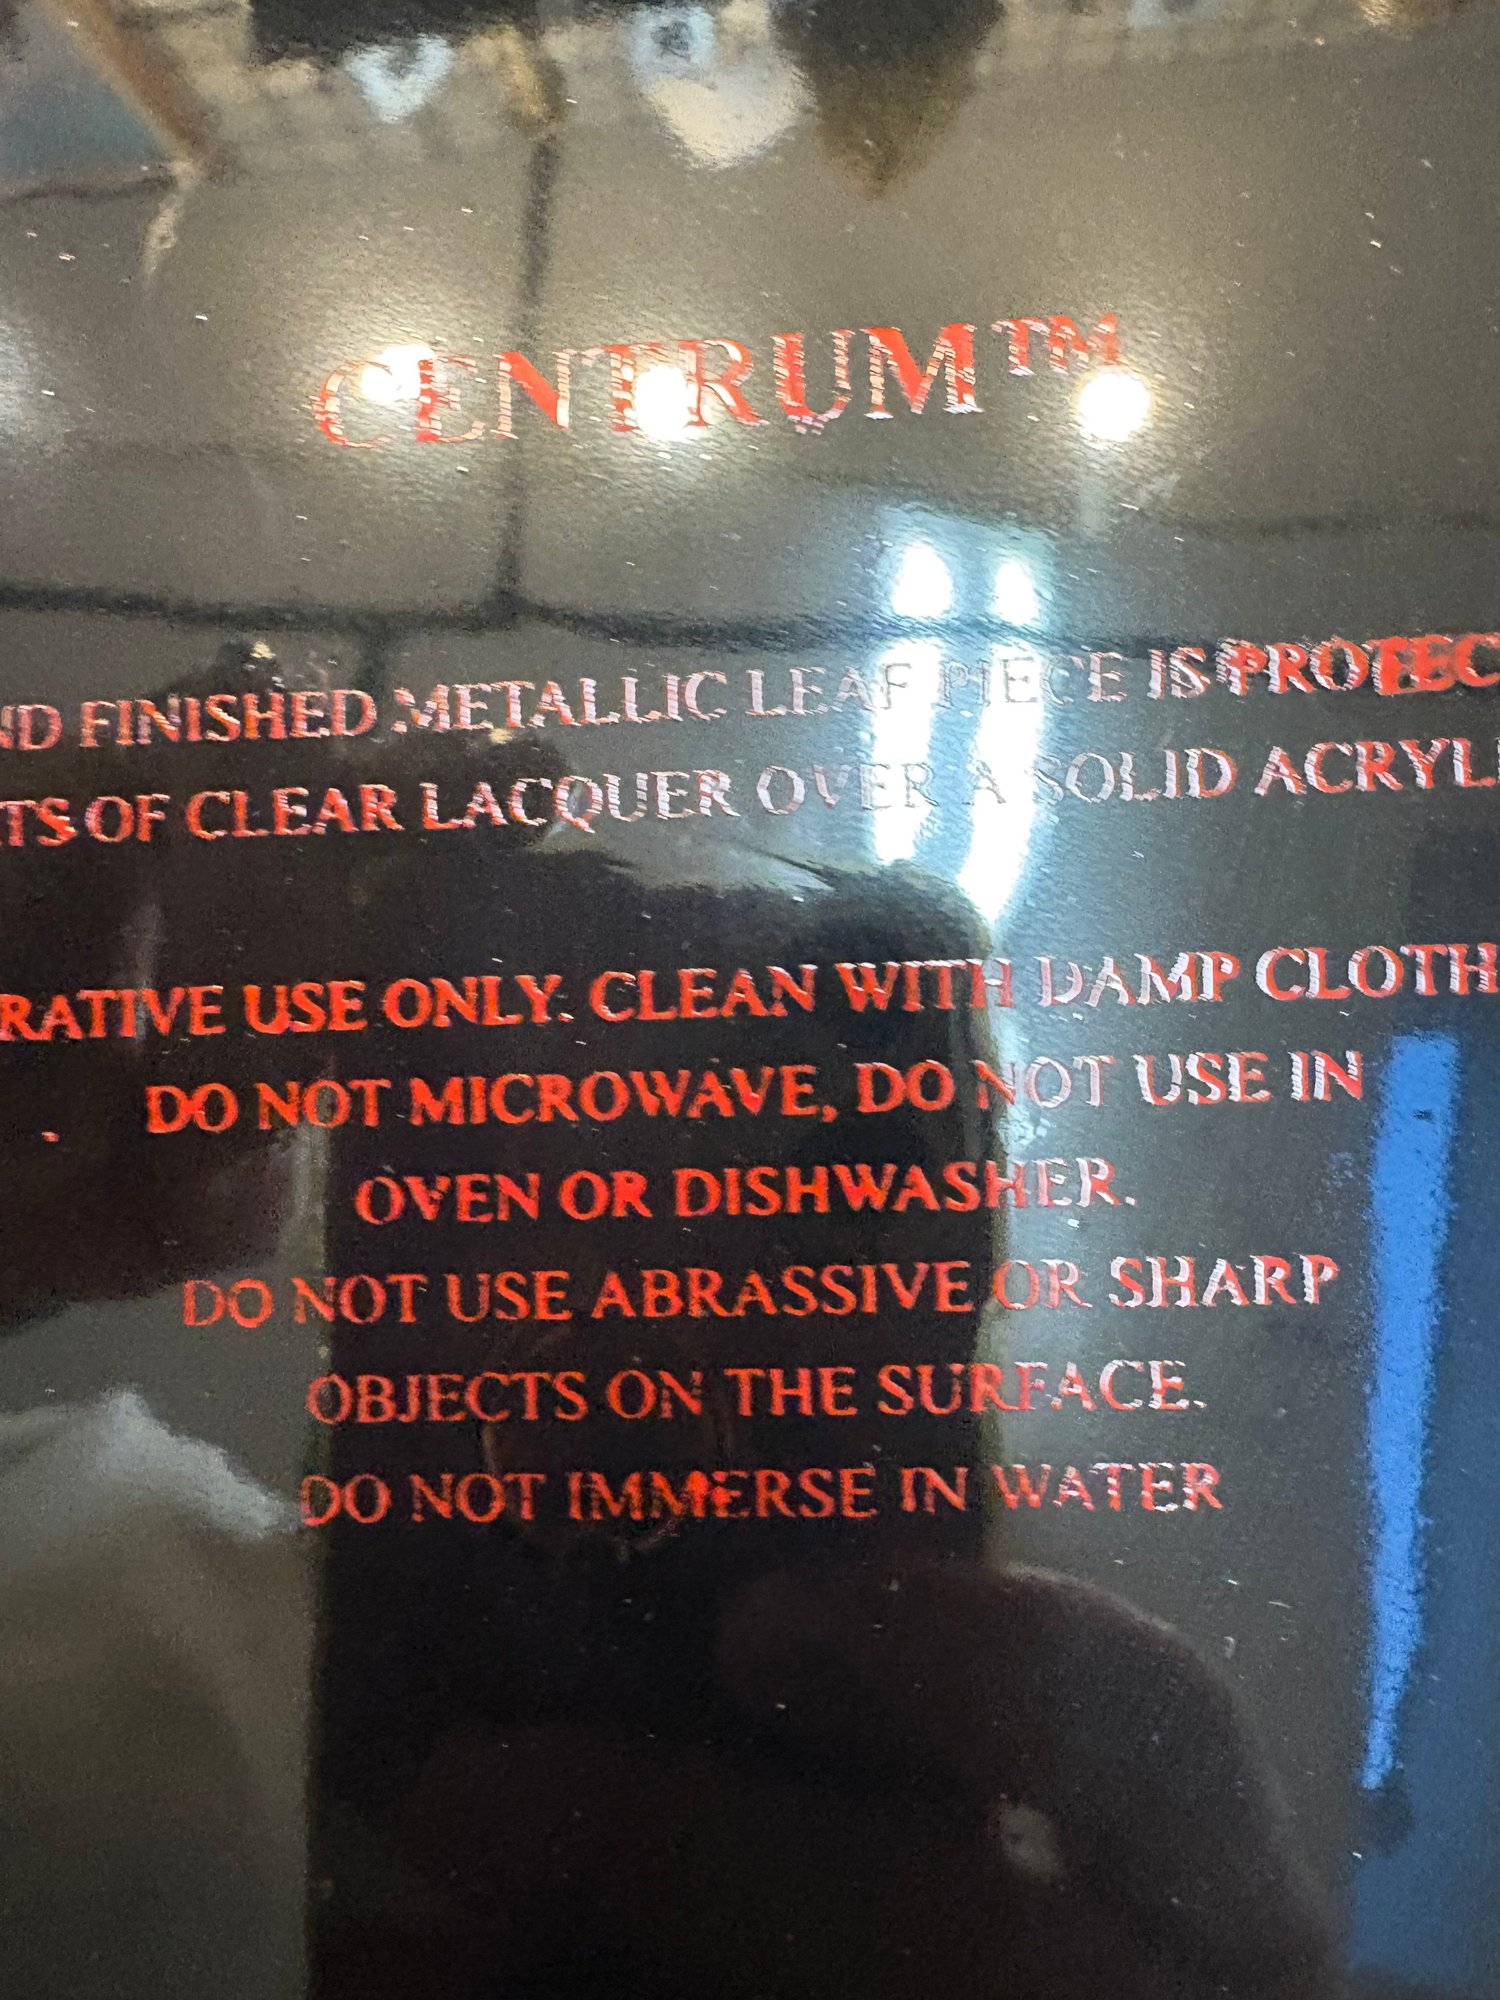 CENTRUM™
ND FINISHED METALLIC LEAF PIECE IS PROTEC
TS OF CLEAR LACQUER OVER A SOLID ACRYLI
RATIVE USE ONLY. CLEAN WITH DAMP CLOTH
DO NOT MICROWAVE, DO NOT USE IN
OVEN OR DISHWASHER.
DO NOT USE ABRASSIVE OR SHARP
OBJECTS ON THE SURFACE.
DO NOT IMMERSE IN WATER